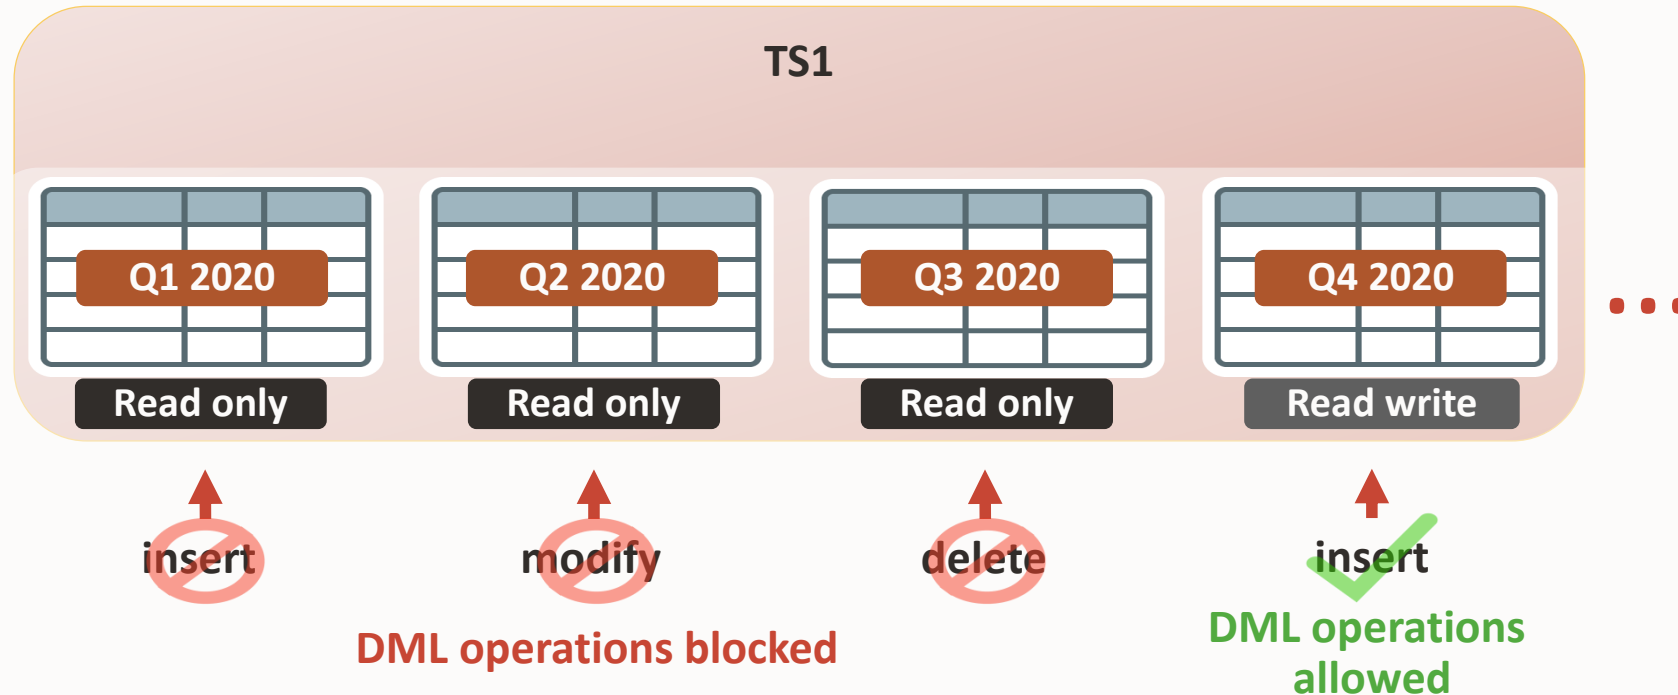 TS1
Q1 2020
Q2 2020
Q3 2020
Q4 2020
...
Read only
Read only
Read only
Read write
insert
modify
delete
insert
DML operations blocked
DML operations
allowed